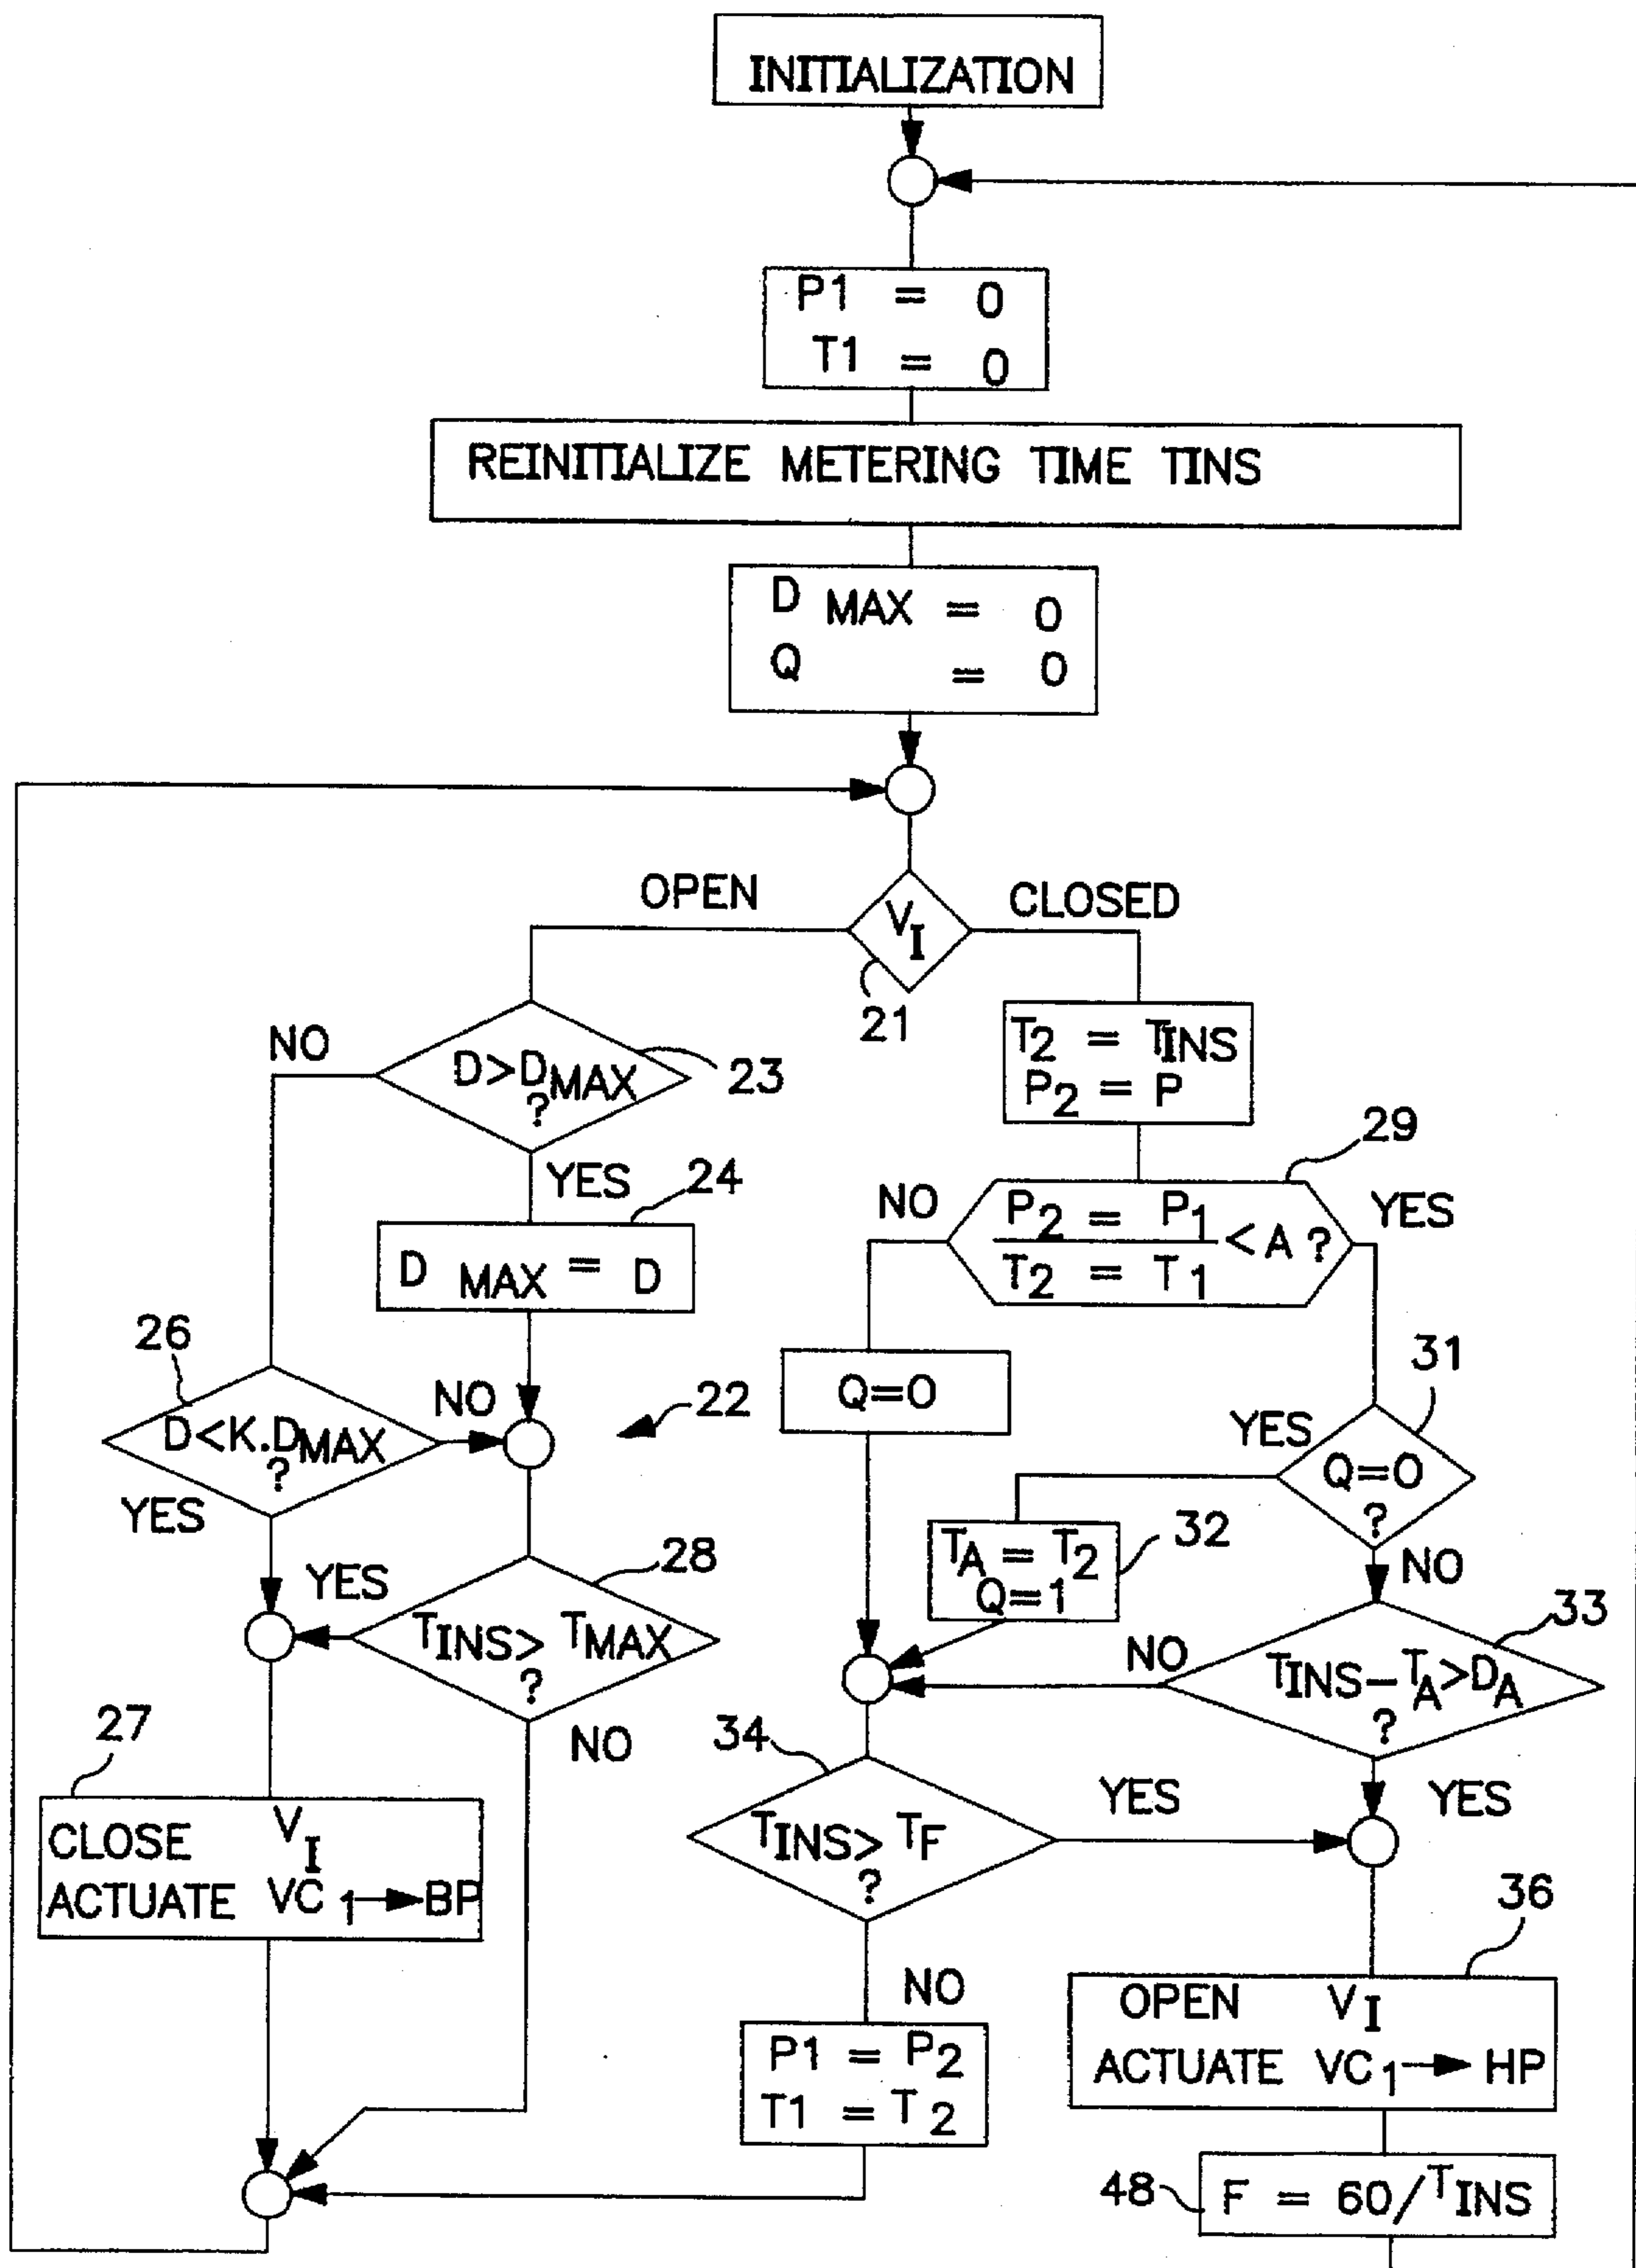 INITIALIZATION
P1 = 0
T1 = 0
REINITIALIZE METERING TIME TINS
D MAX = 0
Q = 0
OPEN
CLOSED
VI
21
NO
D>DMAX
?
23
T2 = TINS
P2 = P
29
YES
24
NO
P2 = P1
T2 = T1
<A ?
YES
D MAX = D
26
31
NO
22
Q=0
YES
Q=0
?
D<K.DMAX
?
YES
32
TA = T2
Q=1
NO
28
YES
33
TINS> TMAX
?
NO
TINS–TA>DA
?
27
NO
34
YES
YES
CLOSE VI
ACTUATE VC1→BP
TINS> TF
?
36
NO
OPEN VI
ACTUATE VC1→HP
P1 = P2
T1 = T2
48
F = 60/TINS